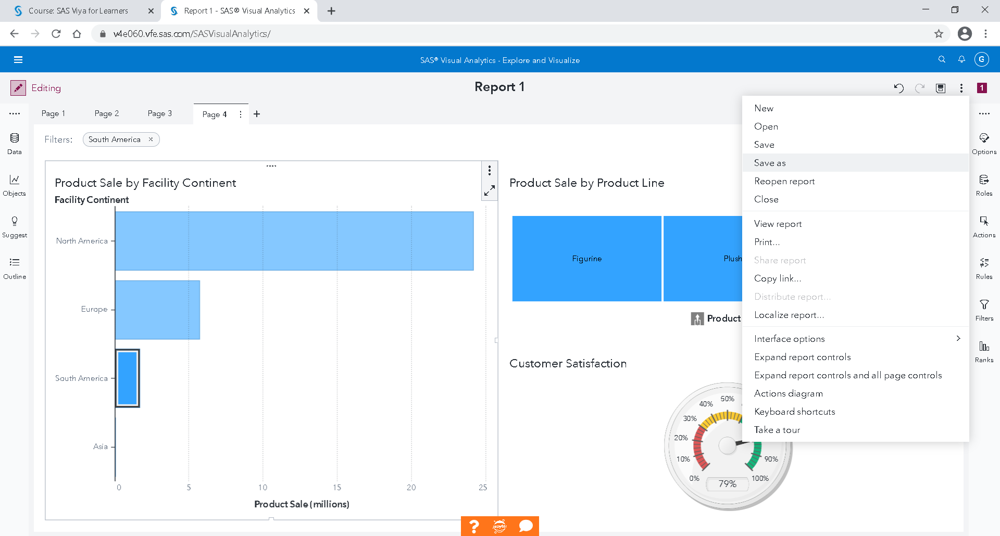 Course: SAS Viya for Learners
Report 1 - SAS® Visual Analytics
v4e060.vfe.sas.com/SASVisualAnalytics/
SAS® Visual Analytics - Explore and Visualize
G
Editing
Report 1
1
Page 1
Page 2
Page 3
Page 4
Filters:
South America
Data
Objects
Suggest
Outline
Product Sale by Facility Continent
Facility Continent
North America
Europe
South America
Asia
0
5
10
15
20
25
Product Sale (millions)
Product Sale by Product Line
Figurine
Plush
Product
Customer Satisfaction
0%
10%
20%
30%
40%
50%
90%
100%
79%
New
Open
Save
Save as
Reopen report
Close
View report
Print...
Share report
Copy link...
Distribute report...
Localize report...
Interface options
Expand report controls
Expand report controls and all page controls
Actions diagram
Keyboard shortcuts
Take a tour
Options
Roles
Actions
Rules
Filters
Ranks
?
jupyter